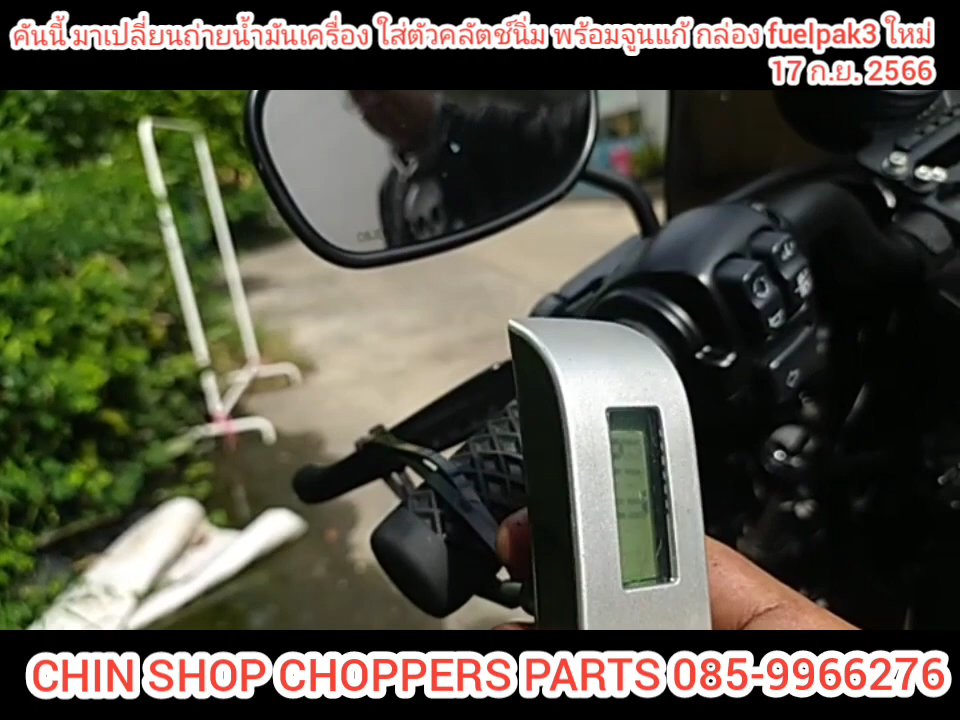 คันนี้ มาเปลี่ยนถ่ายน้ำมันเครื่อง ใส่ตัวคลัตช์นิ่ม พร้อมจูนแก้ กล่อง fuelpak3 ใหม่
17 ก.ย. 2566
CHIN SHOP CHOPPERS PARTS 085-9966276